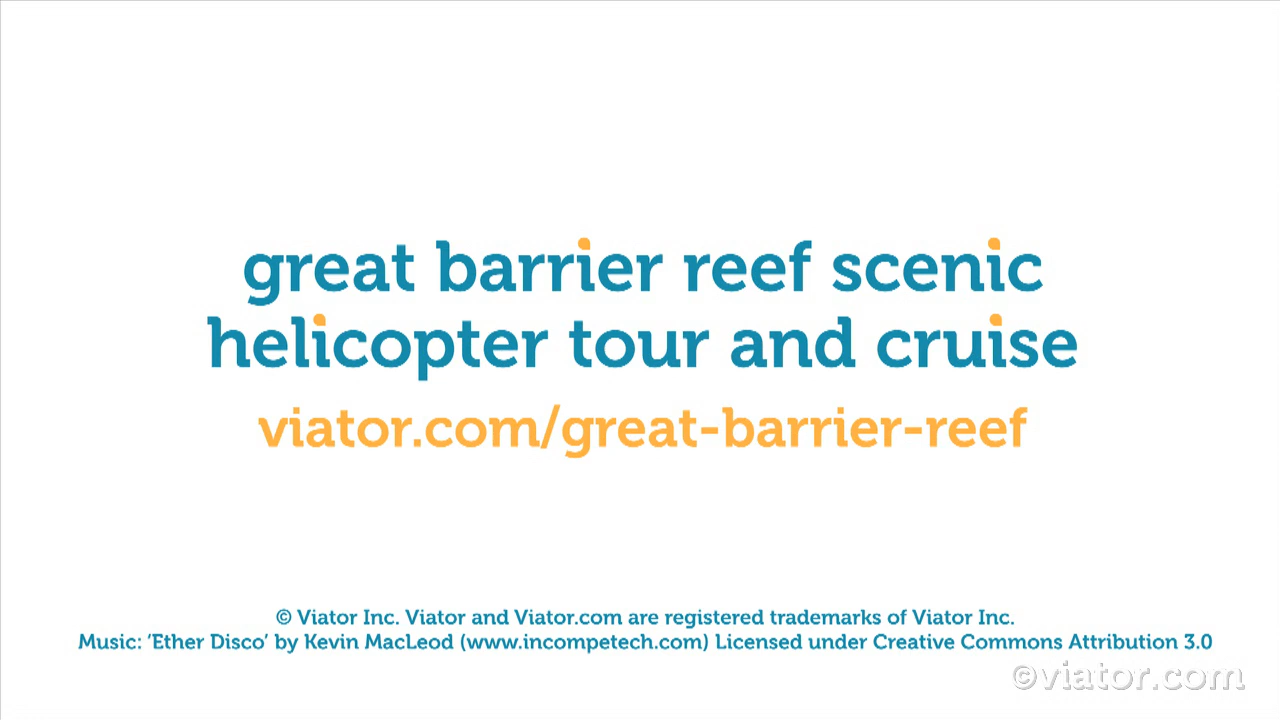 great barrier reef scenic
helicopter tour and cruise
viator.com/great-barrier-reef
© Viator Inc. Viator and Viator.com are registered trademarks of Viator Inc.
Music: ‘Ether Disco’ by Kevin MacLeod (www.incompetech.com) Licensed under Creative Commons Attribution 3.0
©viator.com